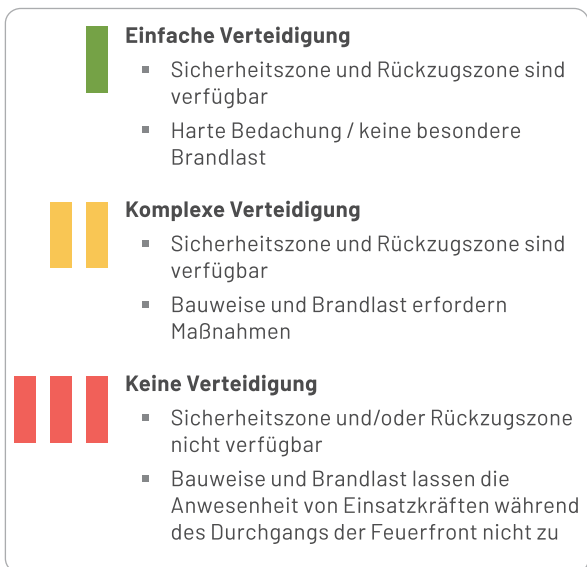 Einfache Verteidigung
▪ Sicherheitszone und Rückzugszone sind
verfügbar
▪ Harte Bedachung / keine besondere
Brandlast
Komplexe Verteidigung
▪ Sicherheitszone und Rückzugszone sind
verfügbar
▪ Bauweise und Brandlast erfordern
Maßnahmen
Keine Verteidigung
▪ Sicherheitszone und/oder Rückzugszone
nicht verfügbar
▪ Bauweise und Brandlast lassen die
Anwesenheit von Einsatzkräften während
des Durchgangs der Feuerfront nicht zu